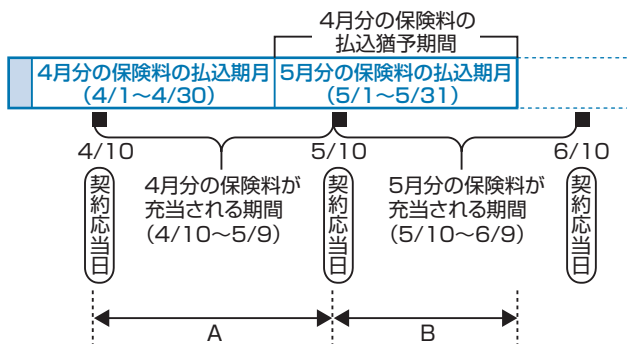 4月分の保険料の
払込猶予期間
4月分の保険料の払込期月
(4/1～4/30)
5月分の保険料の払込期月
(5/1～5/31)
4/10
5/10
6/10
4月分の保険料が
充当される期間
(4/10～5/9)
5月分の保険料が
充当される期間
(5/10～6/9)
契約応当日
契約応当日
契約応当日
A
B